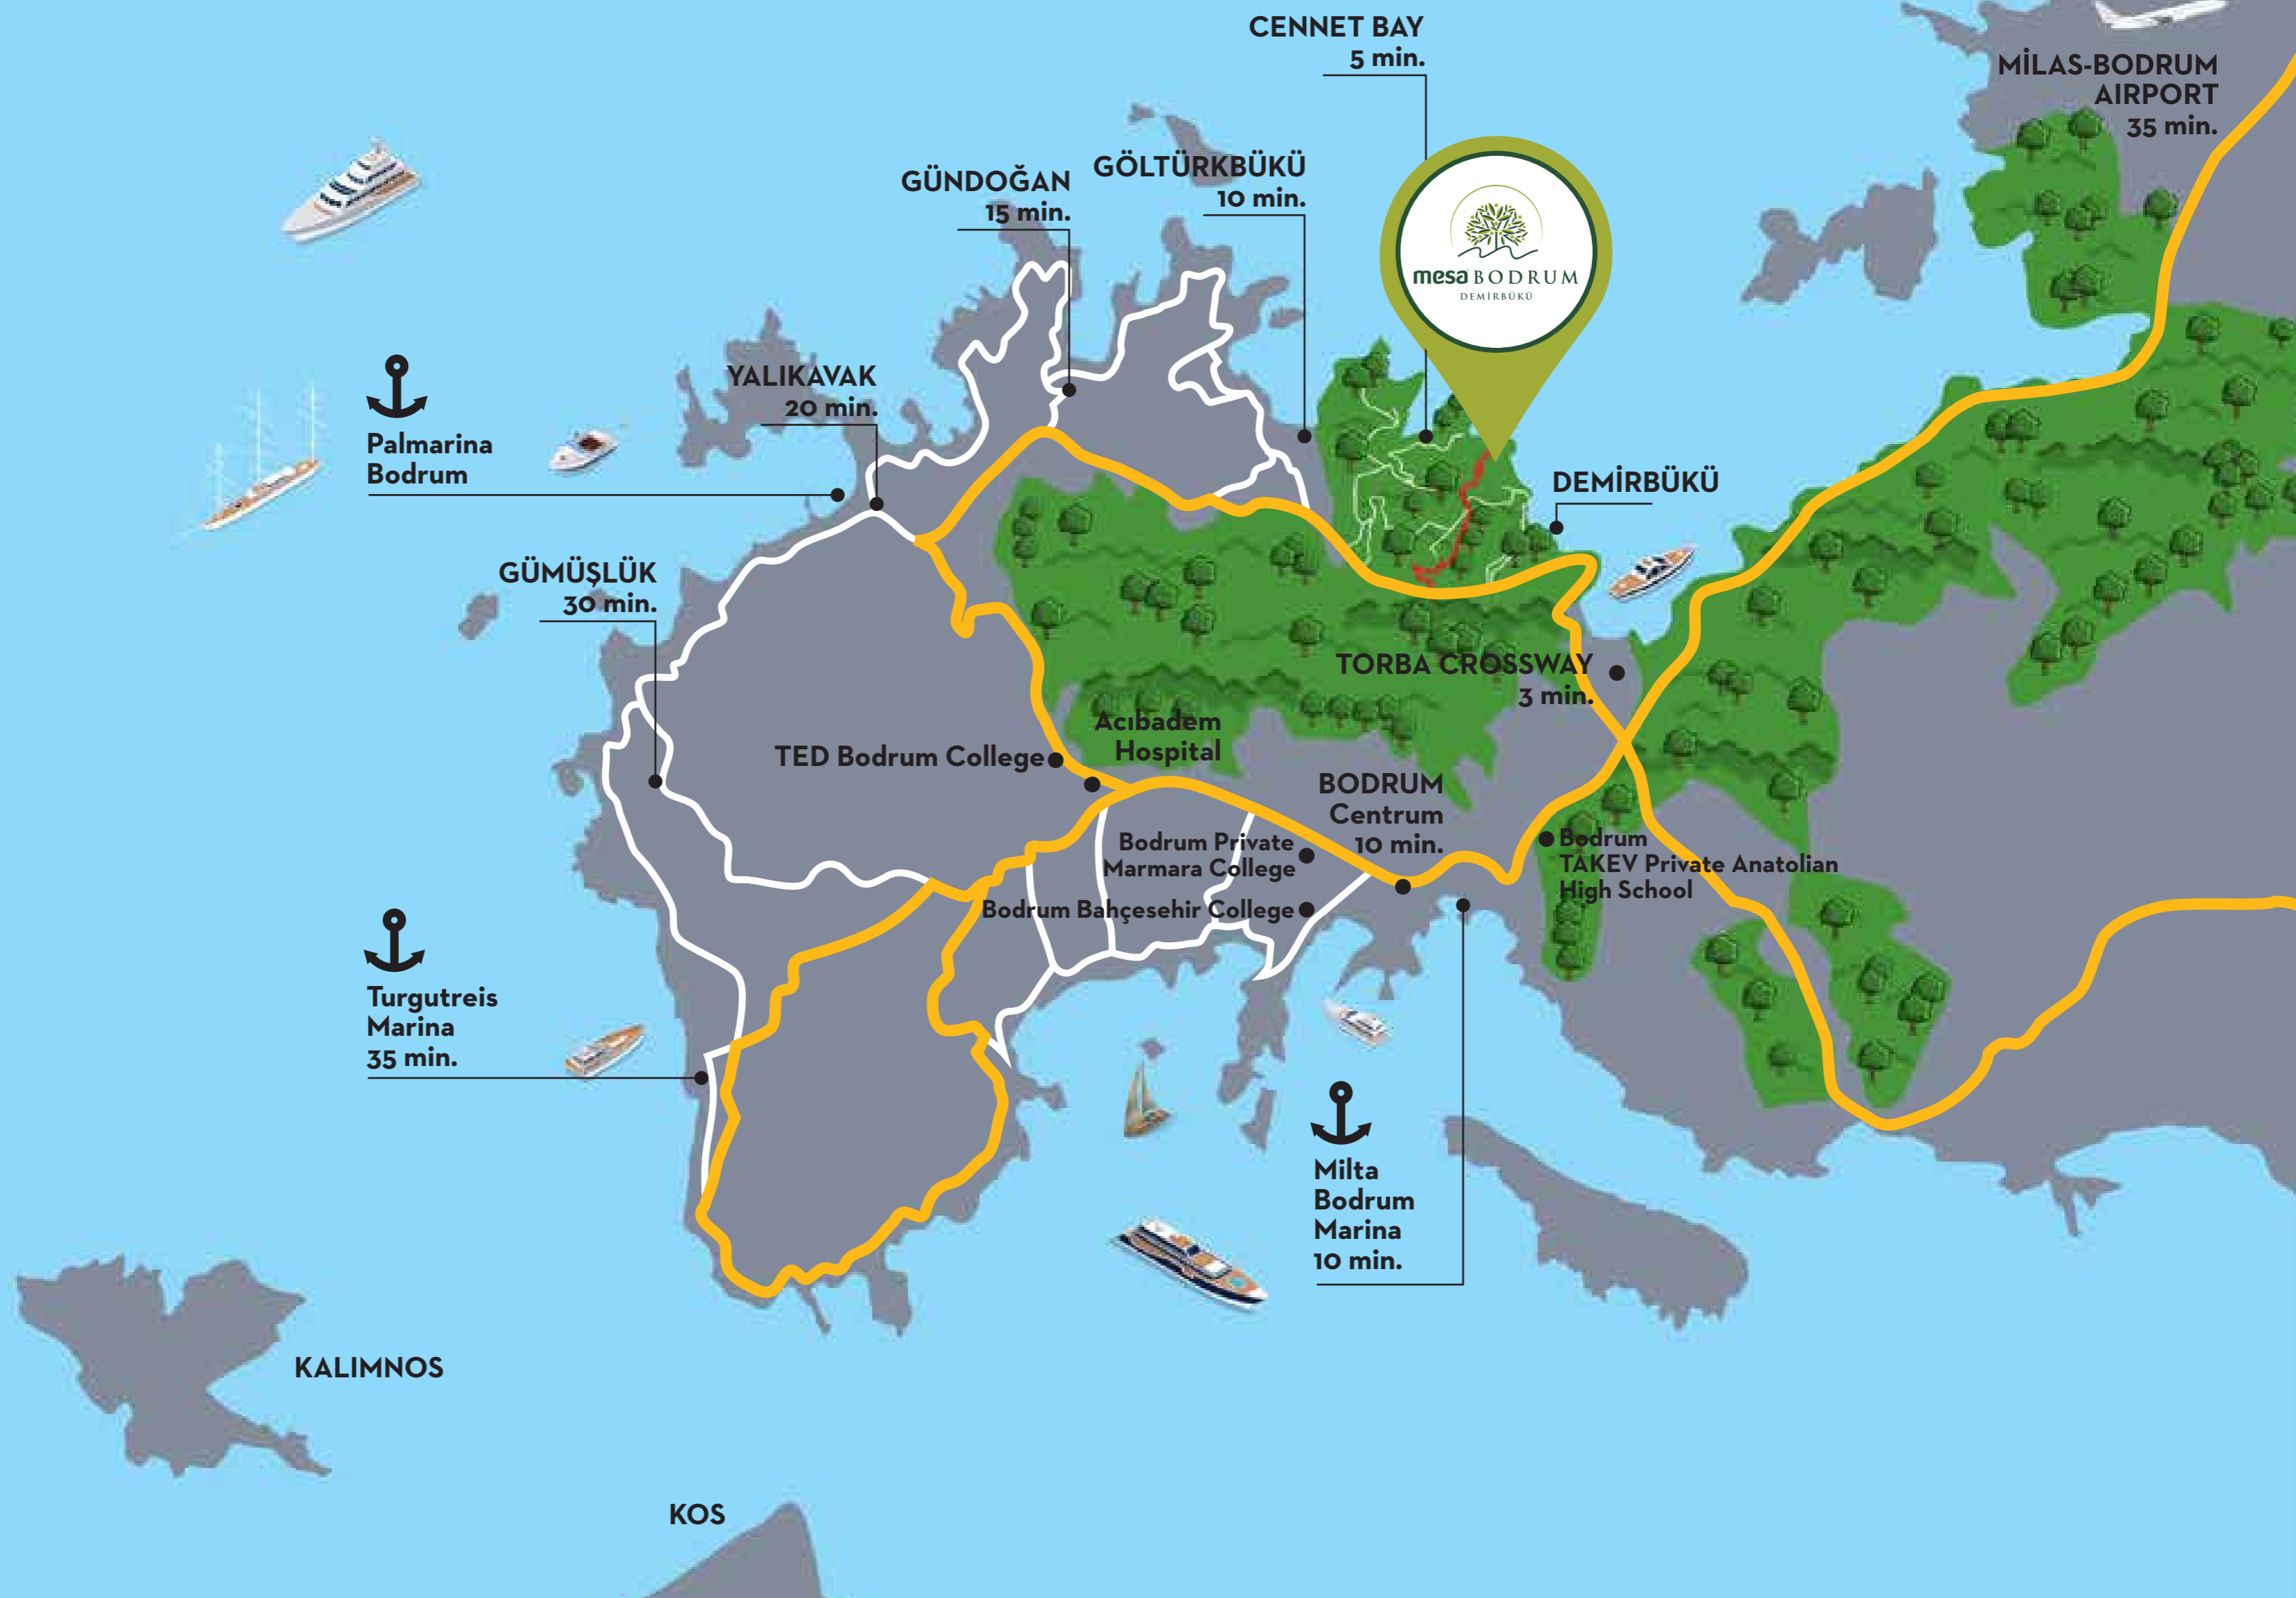 CENNET BAY
5 min.
MİLAS-BODRUM
AIRPORT
35 min.
GÜNDOĞAN
15 min.
GÖLTÜRKBÜKÜ
10 min.
mesa BODRUM
DEMİRBÜKÜ
YALIKAVAK
20 min.
Palmarina
Bodrum
DEMİRBÜKÜ
GÜMÜŞLÜK
30 min.
TORBA CROSSWAY
3 min.
Acıbadem
Hospital
TED Bodrum College
BODRUM
Centrum
10 min.
Bodrum Private
Marmara College
Bodrum
TAKEV Private Anatolian
High School
Bodrum Bahçesehir College
Turgutreis
Marina
35 min.
Milta
Bodrum
Marina
10 min.
KALIMNOS
KOS